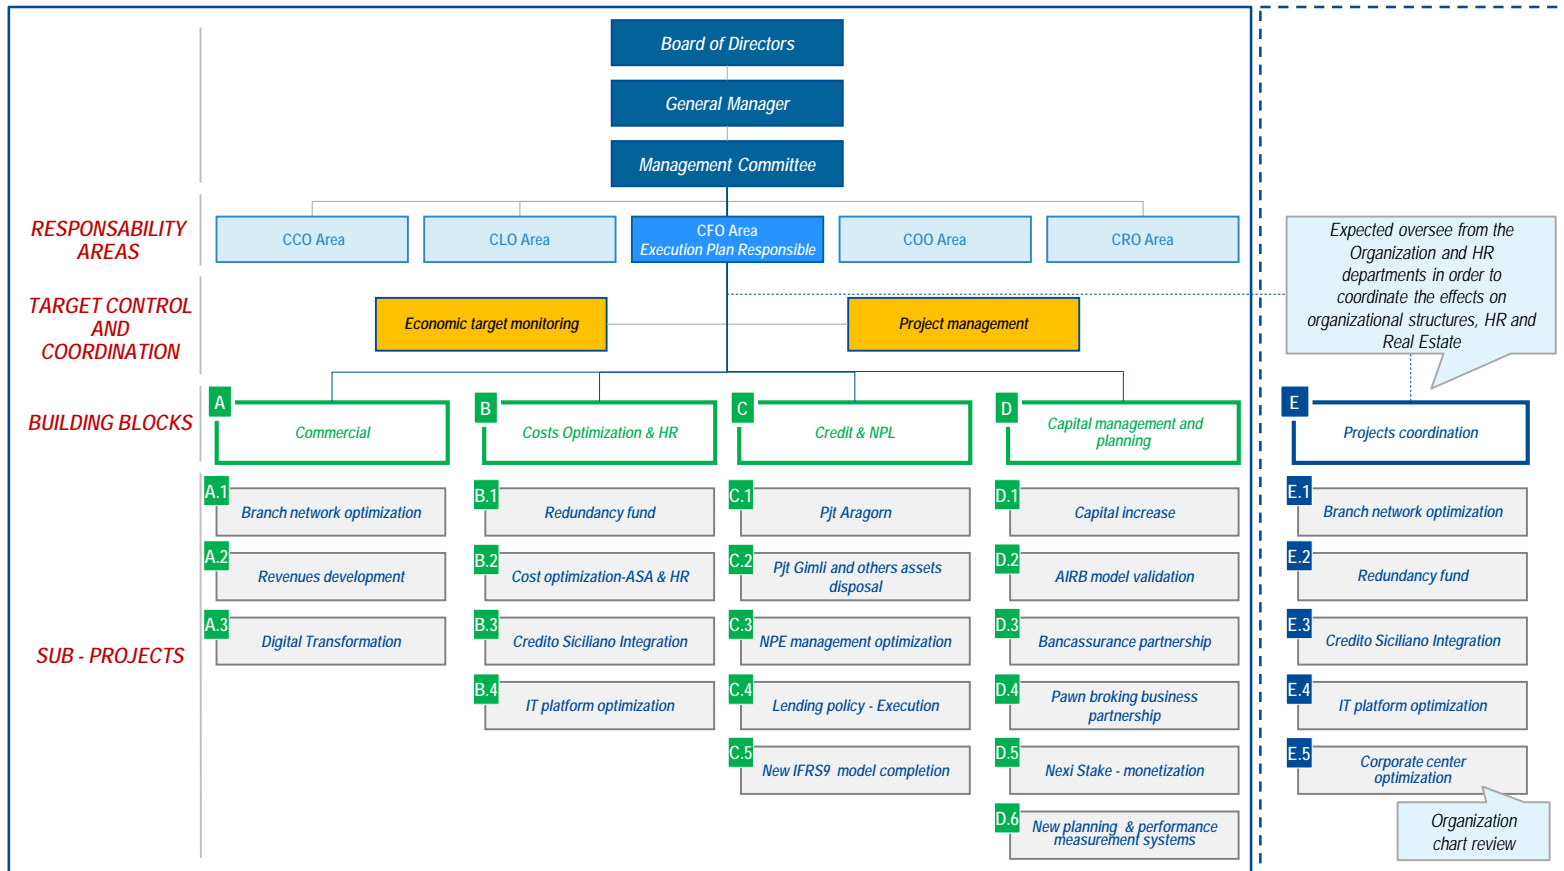 Board of Directors
General Manager
Management Committee
RESPONSABILITY
AREAS
CCO Area
CLO Area
CFO Area
Execution Plan Responsible
COO Area
CRO Area
Expected oversee from the
Organization and HR
departments in order to
coordinate the effects on
organizational structures, HR and
Real Estate
TARGET CONTROL
AND
COORDINATION
Economic target monitoring
Project management
BUILDING BLOCKS
A
Commercial
B
Costs Optimization & HR
C
Credit & NPL
D
Capital management and
planning
E
Projects coordination
SUB - PROJECTS
A.1
Branch network optimization
A.2
Revenues development
A.3
Digital Transformation
B.1
Redundancy fund
B.2
Cost optimization-ASA & HR
B.3
Credito Siciliano Integration
B.4
IT platform optimization
C.1
Pjt Aragorn
C.2
Pjt Gimli and others assets
disposal
C.3
NPE management optimization
C.4
Lending policy - Execution
C.5
New IFRS9 model completion
D.1
Capital increase
D.2
AIRB model validation
D.3
Bancassurance partnership
D.4
Pawn broking business
partnership
D.5
Nexi Stake - monetization
D.6
New planning & performance
measurement systems
E.1
Branch network optimization
E.2
Redundancy fund
E.3
Credito Siciliano Integration
E.4
IT platform optimization
E.5
Corporate center
optimization
Organization
chart review